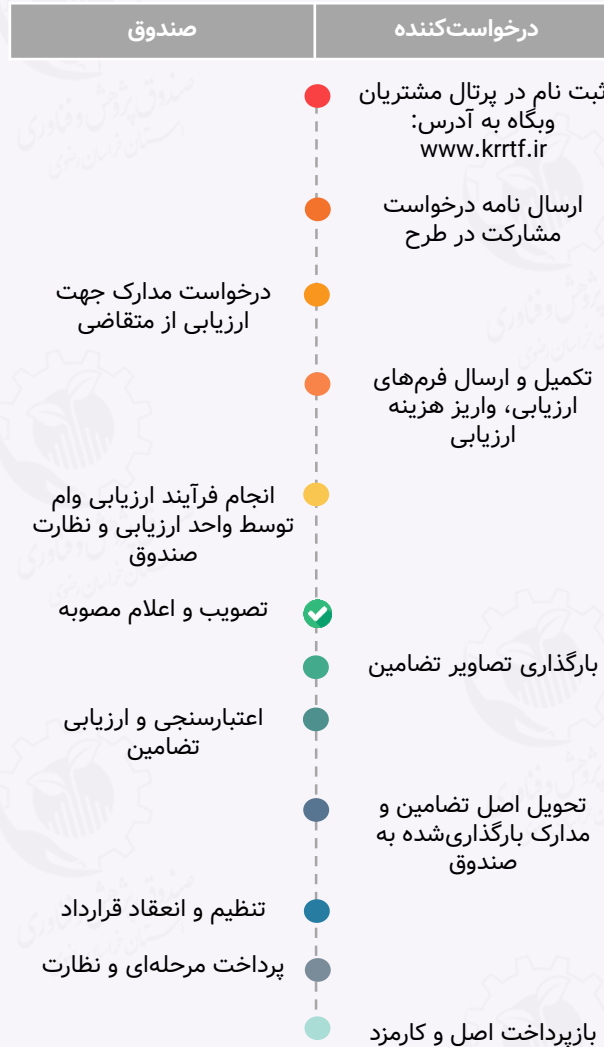 درخواست‌کننده
صندوق
ثبت نام در پرتال مشتریان
وبگاه به آدرس:
www.krrtf.ir
ارسال نامه درخواست
مشارکت در طرح
درخواست مدارک جهت
ارزیابی از متقاضی
تکمیل و ارسال فرم‌های
ارزیابی، واریز هزینه
ارزیابی
انجام فرآیند ارزیابی وام
توسط واحد ارزیابی و نظارت
صندوق
تصویب و اعلام مصوبه
بارگذاری تصاویر تضامین
اعتبارسنجی و ارزیابی
تضامین
تحویل اصل تضامین و
مدارک بارگذاری‌شده به
صندوق
تنظیم و انعقاد قرارداد
پرداخت مرحله‌ای و نظارت
بازپرداخت اصل و کارمزد